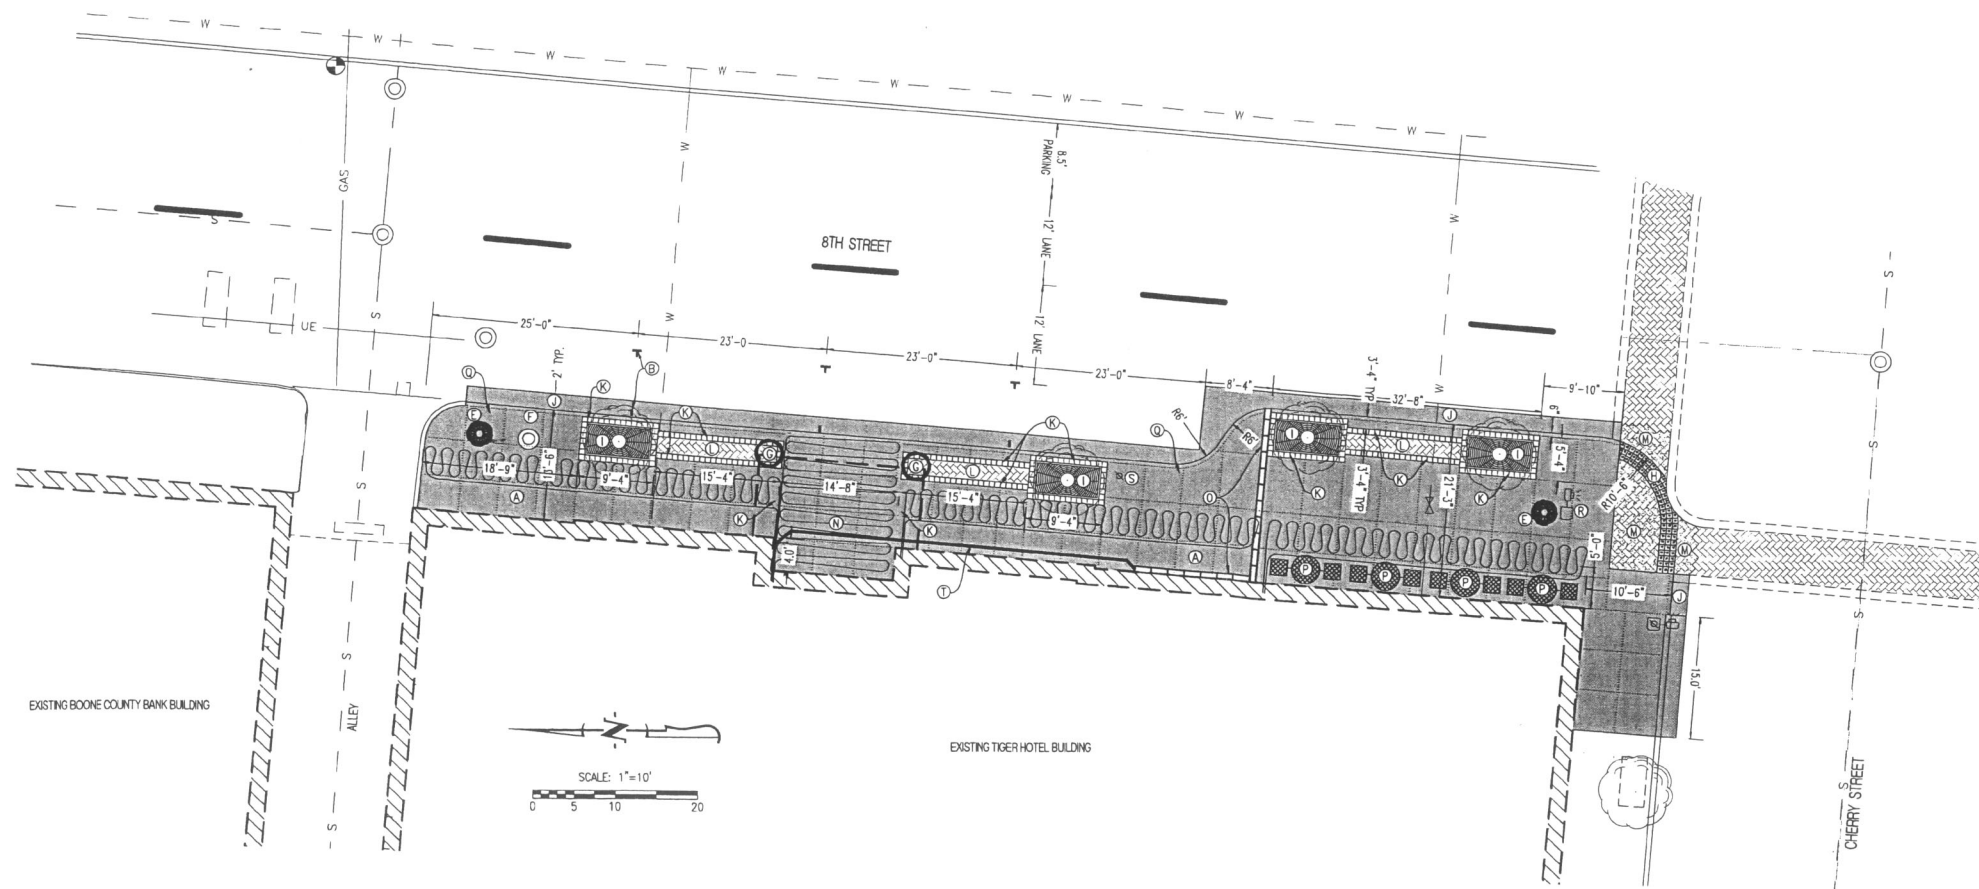 W
W
W
W
W
W
W
W
W
GAS
W
S
S
8TH STREET
8.5' PARKING
12' LANE
12' LANE
W
UE
S
W
25'-0"
23'-0
23'-0"
23'-0"
8'-4"
32'-8"
9'-10"
2' TYP.
3'-4" TYP
W
6"
Q
J
K
B
K
K
Q
R6'
R6'
J
M
E
F
I
L
G
G
L
I
S
I
L
I
5'-4"
H
R10'-9"
18'-9"
10'-6"
9'-4"
15'-4"
14'-8"
15'-4"
9'-4"
O
K
3'-4" TYP
K
21'-3"
K
A
K
N
K
A
E
R
M
M
4.0'
T
P
P
P
P
5'-0"
10'-6"
J
15.0'
S
S
S
S
S
ALLEY
S
EXISTING BOONE COUNTY BANK BUILDING
N
SCALE: 1"=10'
0 5 10 20
EXISTING TIGER HOTEL BUILDING
S
CHERRY STREET